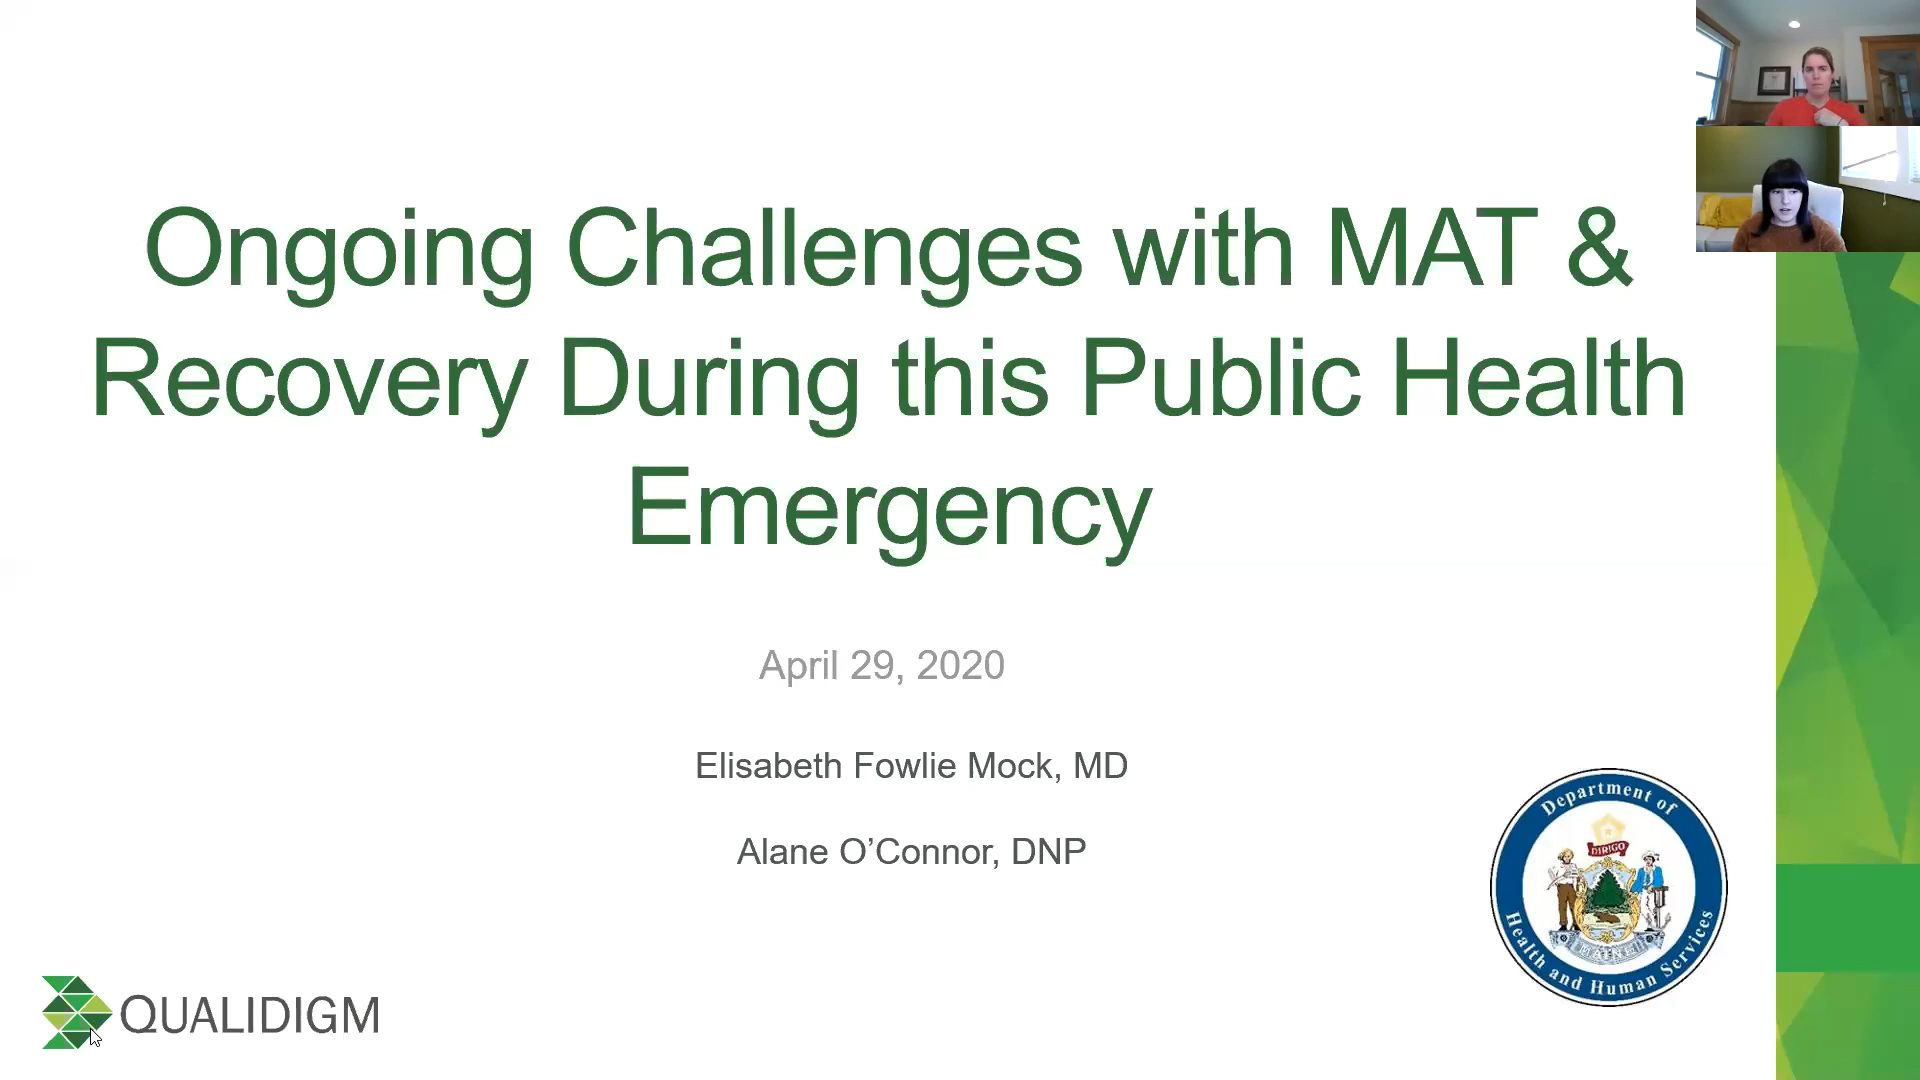 Ongoing Challenges with MAT &
Recovery During this Public Health
Emergency
April 29, 2020
Elisabeth Fowlie Mock, MD
Alane O’Connor, DNP
Department of
DIRIGO
MAINE
Health and Human Services
QUALIDIGM